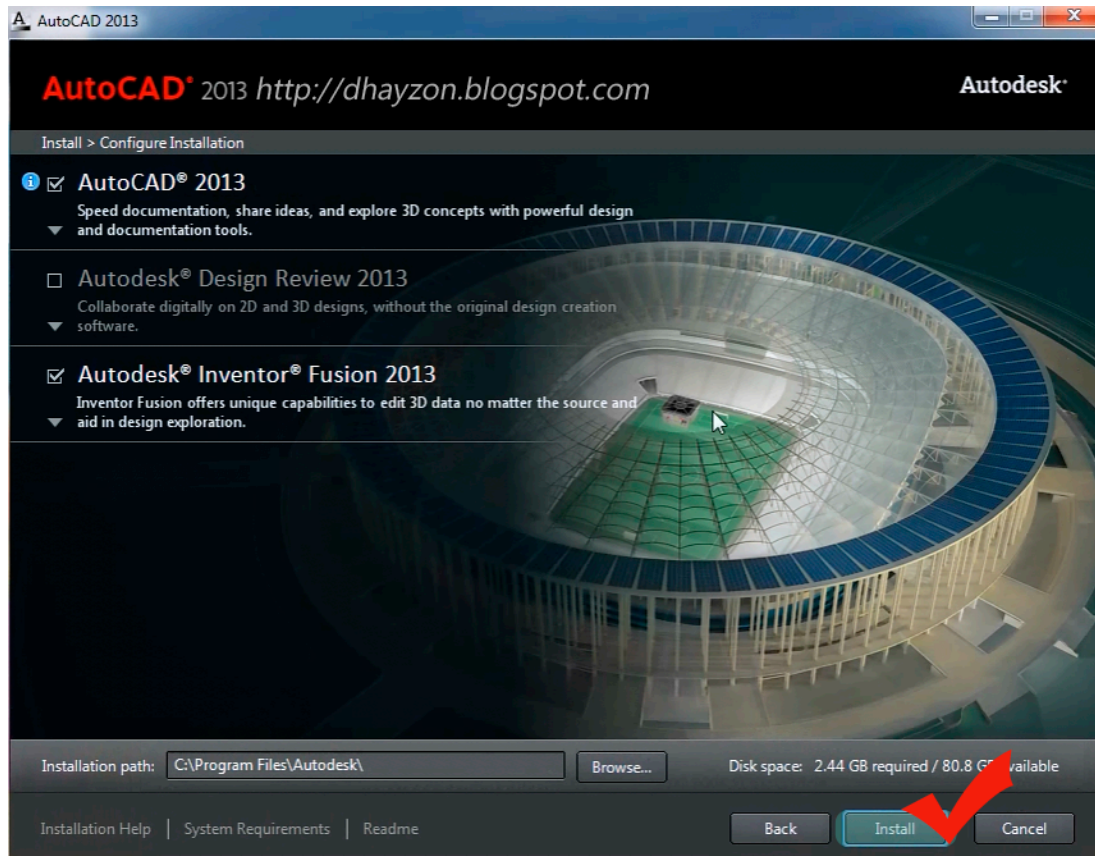 AutoCAD 2013
AutoCAD® 2013 http://dhayzon.blogspot.com
Autodesk®
Install > Configure Installation
AutoCAD® 2013
Speed documentation, share ideas, and explore 3D concepts with powerful design
and documentation tools.
Autodesk® Design Review 2013
Collaborate digitally on 2D and 3D designs, without the original design creation
software.
Autodesk® Inventor® Fusion 2013
Inventor Fusion offers unique capabilities to edit 3D data no matter the source and
aid in design exploration.
Installation path: C:\Program Files\Autodesk\ Browse... Disk space: 2.44 GB required / 80.8 GB available
Installation Help | System Requirements | Readme Back Install Cancel